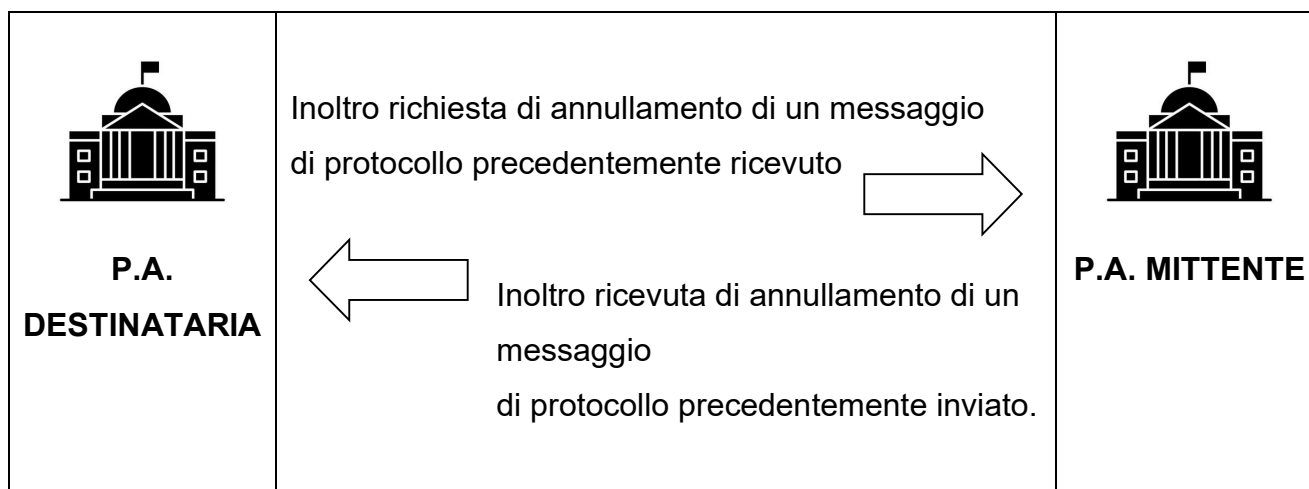 P.A.
DESTINATARIA
Inoltro richiesta di annullamento di un messaggio
di protocollo precedentemente ricevuto
Inoltro ricevuta di annullamento di un
messaggio
di protocollo precedentemente inviato.
P.A. MITTENTE